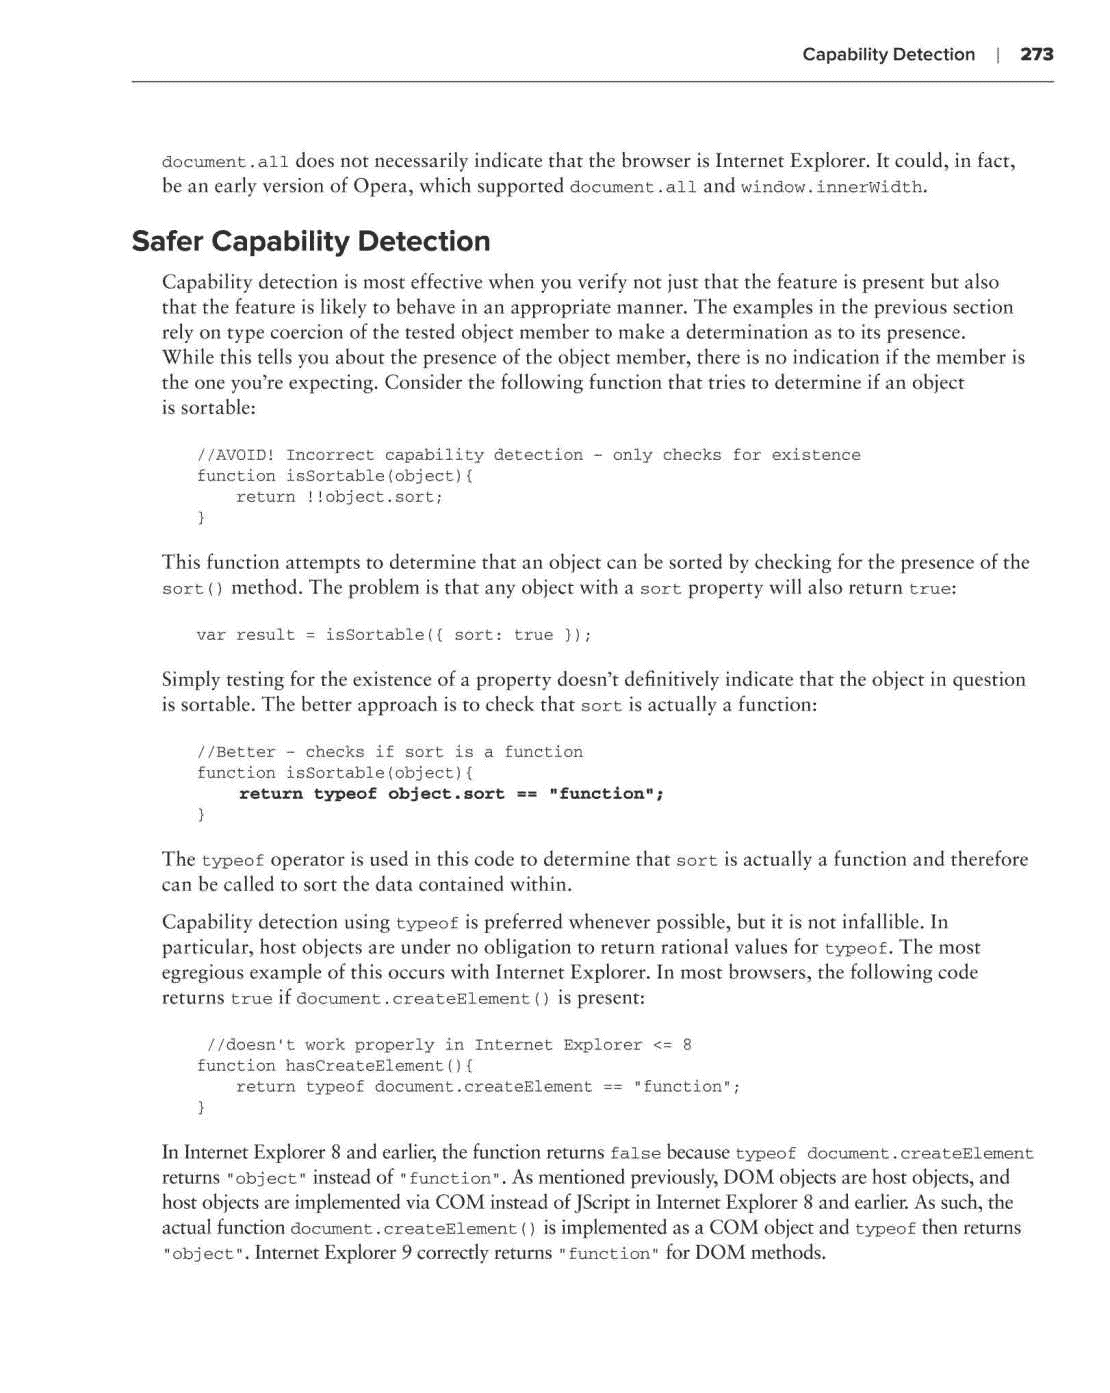 Capability Detection | 273
document.all does not necessarily indicate that the browser is Internet Explorer. It could, in fact,
be an early version of Opera, which supported document.all and window.innerWidth.
Safer Capability Detection
Capability detection is most effective when you verify not just that the feature is present but also
that the feature is likely to behave in an appropriate manner. The examples in the previous section
rely on type coercion of the tested object member to make a determination as to its presence.
While this tells you about the presence of the object member, there is no indication if the member is
the one you’re expecting. Consider the following function that tries to determine if an object
is sortable:
//AVOID! Incorrect capability detection - only checks for existence
function isSortable(object){
    return !!object.sort;
}
This function attempts to determine that an object can be sorted by checking for the presence of the
sort() method. The problem is that any object with a sort property will also return true:
var result = isSortable({ sort: true });
Simply testing for the existence of a property doesn’t definitively indicate that the object in question
is sortable. The better approach is to check that sort is actually a function:
//Better - checks if sort is a function
function isSortable(object){
    return typeof object.sort == "function";
}
The typeof operator is used in this code to determine that sort is actually a function and therefore
can be called to sort the data contained within.
Capability detection using typeof is preferred whenever possible, but it is not infallible. In
particular, host objects are under no obligation to return rational values for typeof. The most
egregious example of this occurs with Internet Explorer. In most browsers, the following code
returns true if document.createElement() is present:
//doesn't work properly in Internet Explorer <= 8
function hasCreateElement(){
    return typeof document.createElement == "function";
}
In Internet Explorer 8 and earlier, the function returns false because typeof document.createElement
returns "object" instead of "function". As mentioned previously, DOM objects are host objects, and
host objects are implemented via COM instead of JScript in Internet Explorer 8 and earlier. As such, the
actual function document.createElement() is implemented as a COM object and typeof then returns
"object". Internet Explorer 9 correctly returns "function" for DOM methods.